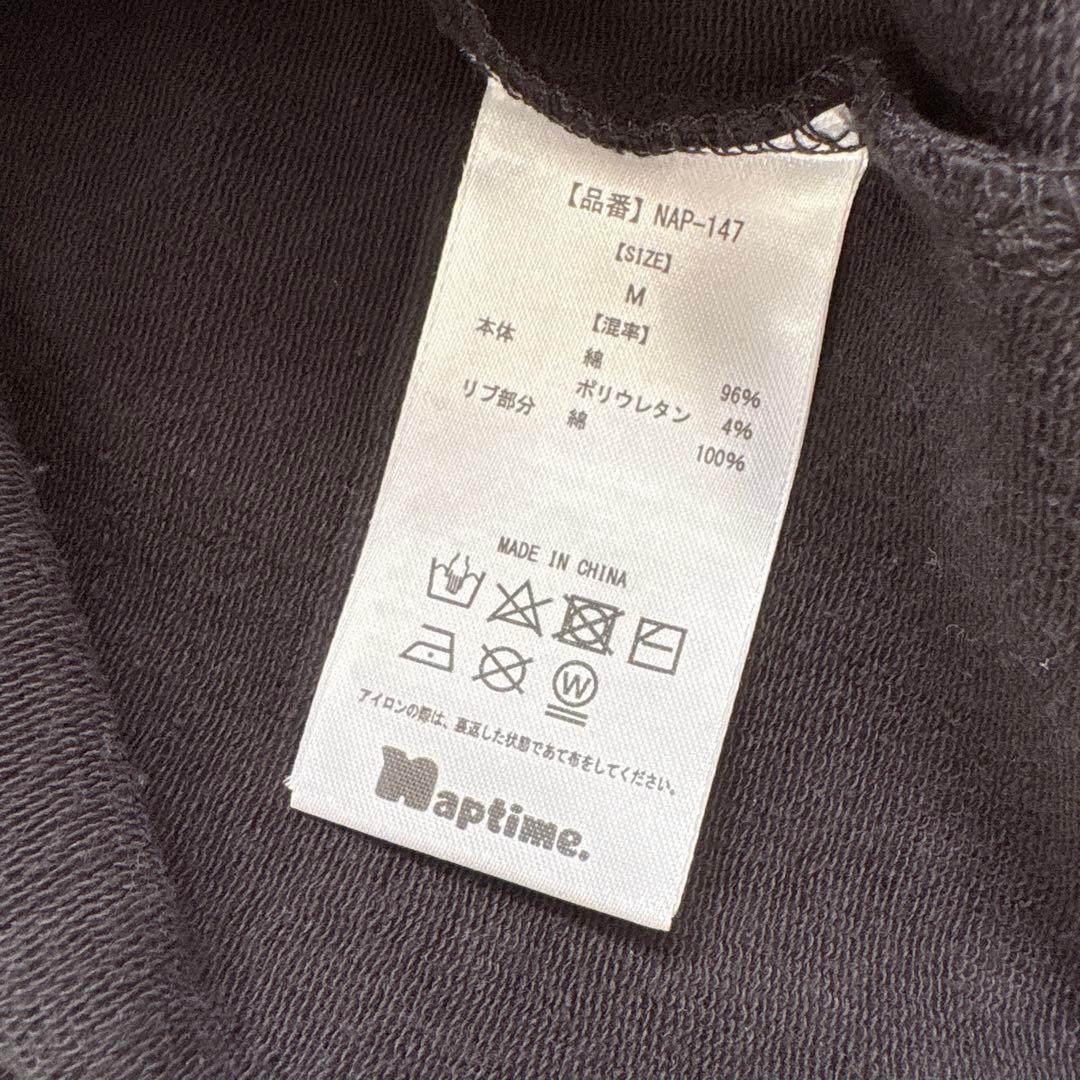 【品番】NAP-147
【SIZE】
M
【混率】
本体 綿 96%
ポリウレタン 4%
リブ部分 綿 100%
MADE IN CHINA
W
アイロンの際は、裏返した状態であて布をしてください。
Naptime.